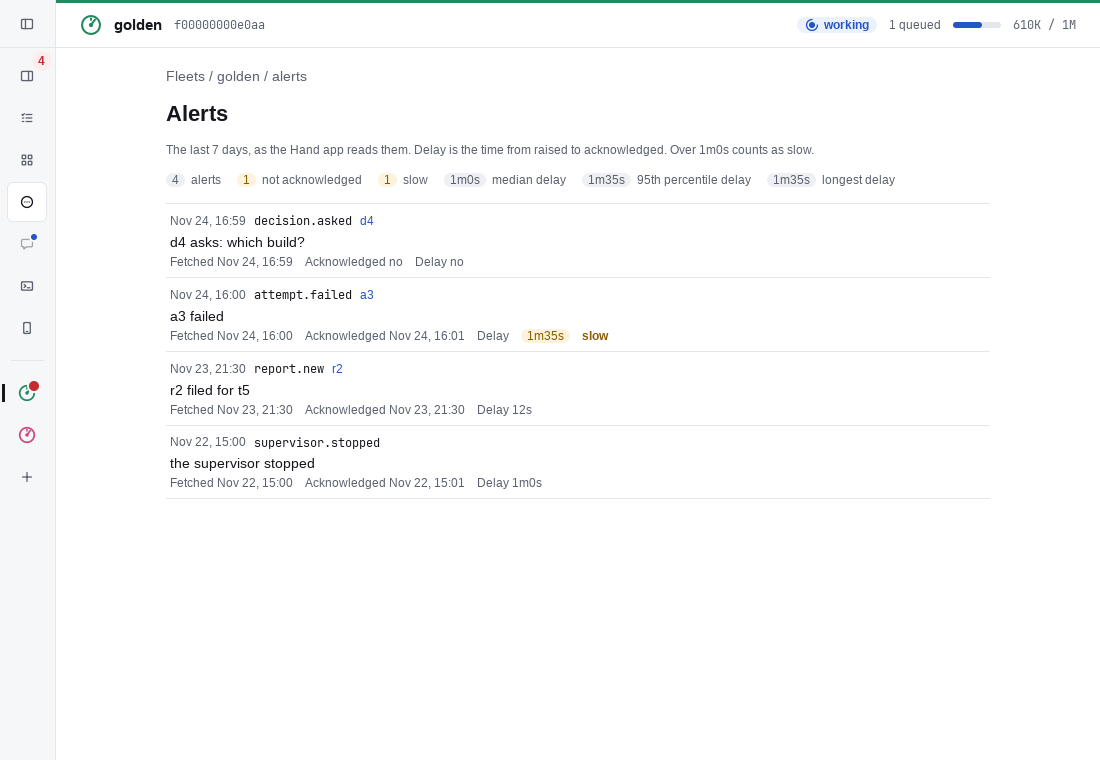 golden f00000000e0aa working 1 queued 610K / 1M
4
Fleets / golden / alerts
Alerts
The last 7 days, as the Hand app reads them. Delay is the time from raised to acknowledged. Over 1m0s counts as slow.
4 alerts 1 not acknowledged 1 slow 1m0s median delay 1m35s 95th percentile delay 1m35s longest delay
Nov 24, 16:59 decision.asked d4
d4 asks: which build?
Fetched Nov 24, 16:59 Acknowledged no Delay no
Nov 24, 16:00 attempt.failed a3
a3 failed
Fetched Nov 24, 16:00 Acknowledged Nov 24, 16:01 Delay 1m35s slow
Nov 23, 21:30 report.new r2
r2 filed for t5
Fetched Nov 23, 21:30 Acknowledged Nov 23, 21:30 Delay 12s
Nov 22, 15:00 supervisor.stopped
the supervisor stopped
Fetched Nov 22, 15:00 Acknowledged Nov 22, 15:01 Delay 1m0s